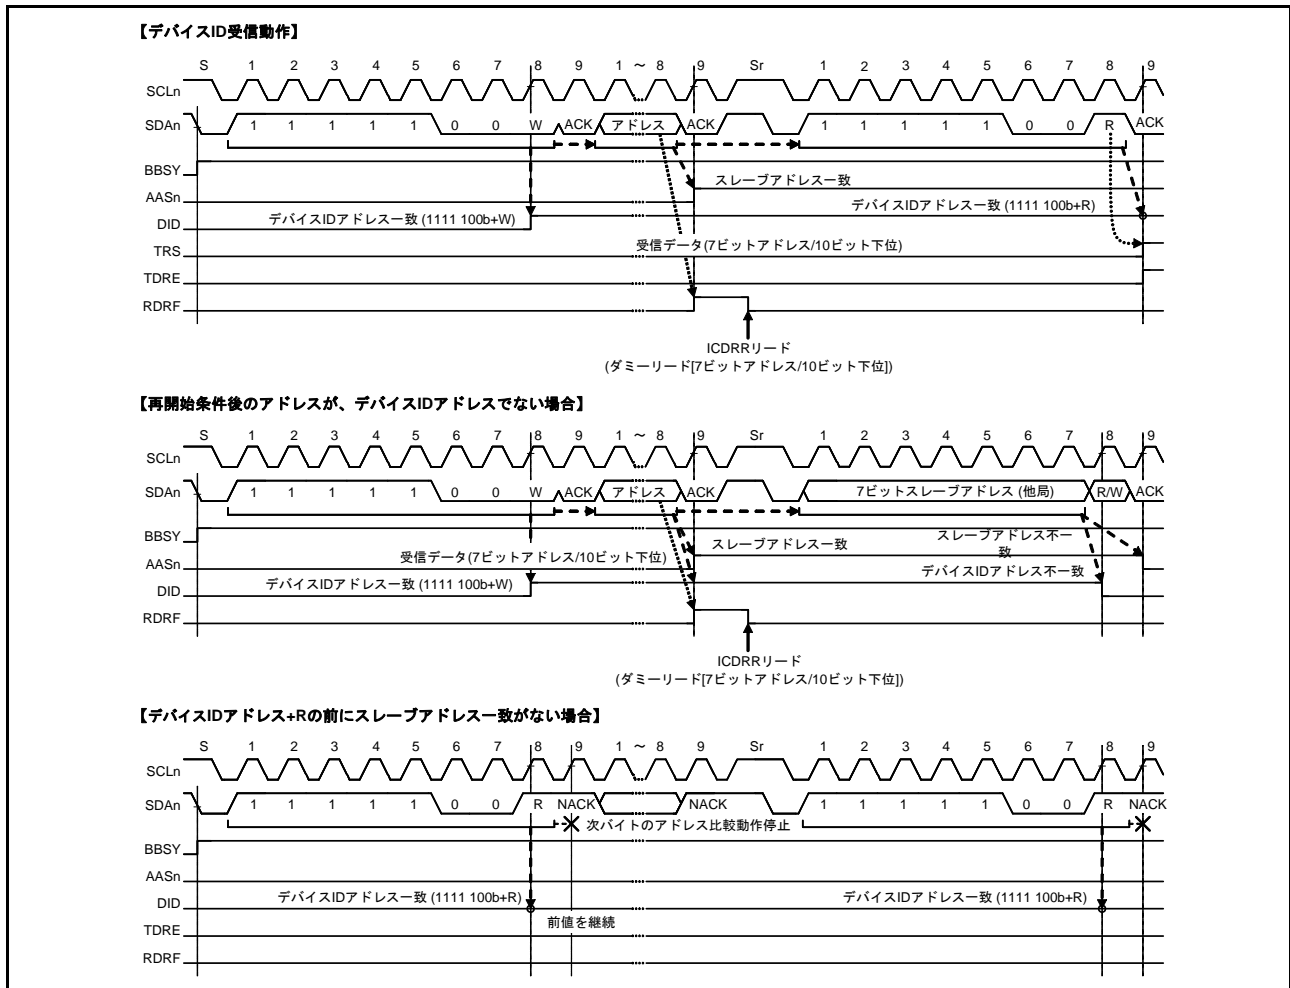 【デバイスID受信動作】
S 1 2 3 4 5 6 7 8 9 1 ~ 8 9 Sr 1 2 3 4 5 6 7 8 9
SCLn
SDAn 1 1 1 1 1 0 0 W ACK アドレス ACK 1 1 1 1 1 0 0 R ACK
BBSY
スレーブアドレス一致
AASn
デバイスIDアドレス一致 (1111 100b+W) デバイスIDアドレス一致 (1111 100b+R)
DID
受信データ(7ビットアドレス/10ビット下位)
TRS
TDRE
RDRF
ICDRRリード
(ダミーリード[7ビットアドレス/10ビット下位])
【再開始条件後のアドレスが、デバイスIDアドレスでない場合】
S 1 2 3 4 5 6 7 8 9 1 ~ 8 9 Sr 1 2 3 4 5 6 7 8 9
SCLn
SDAn 1 1 1 1 1 0 0 W ACK アドレス ACK 7ビットスレーブアドレス (他局) R/W ACK
BBSY
スレーブアドレス一致 スレーブアドレス不一
致
受信データ(7ビットアドレス/10ビット下位)
AASn
デバイスIDアドレス不一致
デバイスIDアドレス一致 (1111 100b+W)
DID
RDRF
ICDRRリード
(ダミーリード[7ビットアドレス/10ビット下位])
【デバイスIDアドレス+Rの前にスレーブアドレス一致がない場合】
S 1 2 3 4 5 6 7 8 9 1 ~ 8 9 Sr 1 2 3 4 5 6 7 8 9
SCLn
SDAn 1 1 1 1 1 0 0 R NACK NACK 1 1 1 1 1 0 0 R NACK
次バイトのアドレス比較動作停止
BBSY
AASn
デバイスIDアドレス一致 (1111 100b+R) デバイスIDアドレス一致 (1111 100b+R)
DID
前値を継続
TDRE
RDRF